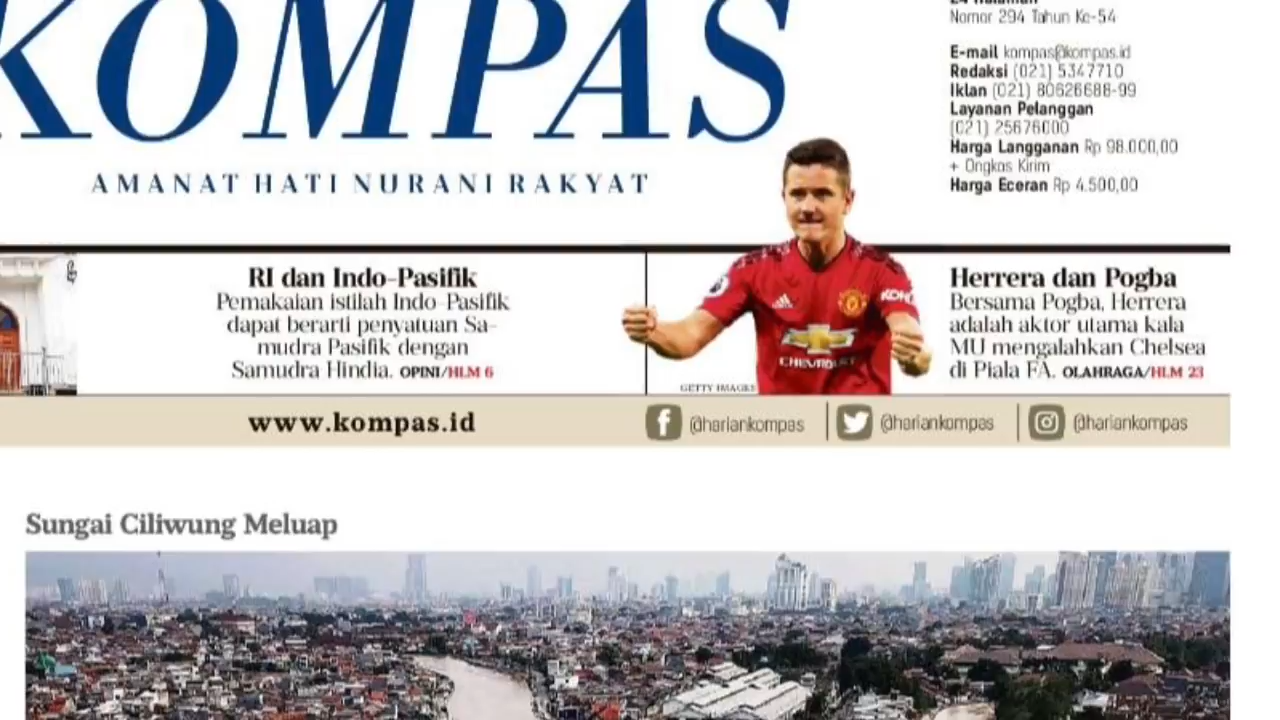 KOMPAS
AMANAT HATI NURANI RAKYAT
Nomor 294 Tahun Ke-54
E-mail kompas@kompas.id
Redaksi (021) 5347710
Iklan (021) 80626688-99
Layanan Pelanggan
(021) 25676000
Harga Langganan Rp 98.000,00
+ Ongkos Kirim
Harga Eceran Rp 4.500,00
RI dan Indo-Pasifik
Pemakaian istilah Indo-Pasifik
dapat berarti penyatuan Sa-
mudra Pasifik dengan
Samudra Hindia. OPINI/HLM 6
CHEVROLET
GETTY IMAGES
Herrera dan Pogba
Bersama Pogba, Herrera
adalah aktor utama kala
MU mengalahkan Chelsea
di Piala FA. OLAHRAGA/HLM 23
www.kompas.id
@hariankompas
@hariankompas
@hariankompas
Sungai Ciliwung Meluap